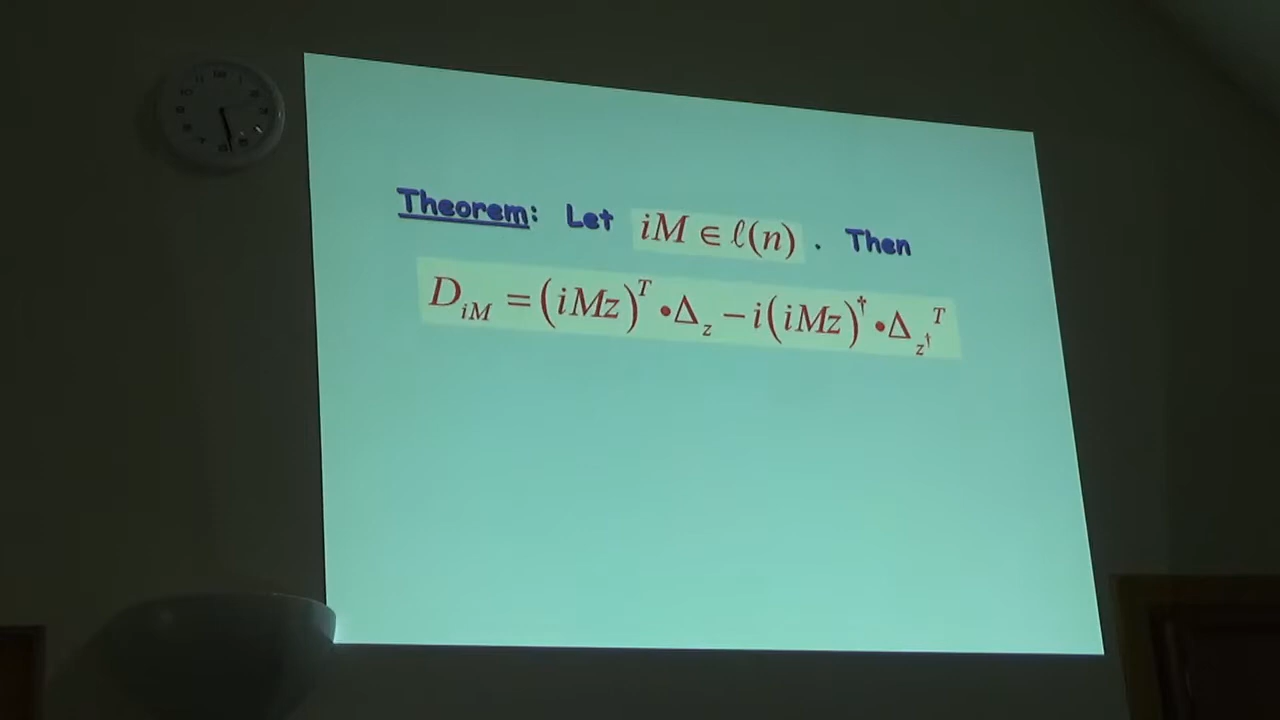 Theorem: Let iM ∈ ℓ(n) . Then
D_{iM} = (iMz)^T • Δ_z − i(iMz)^† • Δ_{z^†}^T